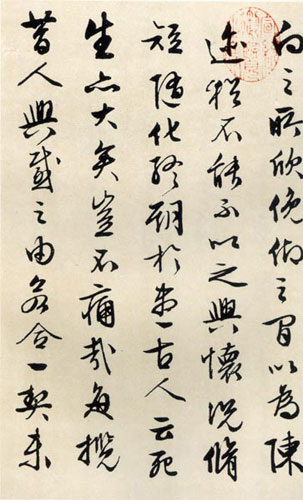 向之所欣俛仰之間以為陳
迹猶不能不以之興懷況脩
短隨化終期於盡古人云死
生亦大矣豈不痛哉每攬
昔人興感之由若合一契未